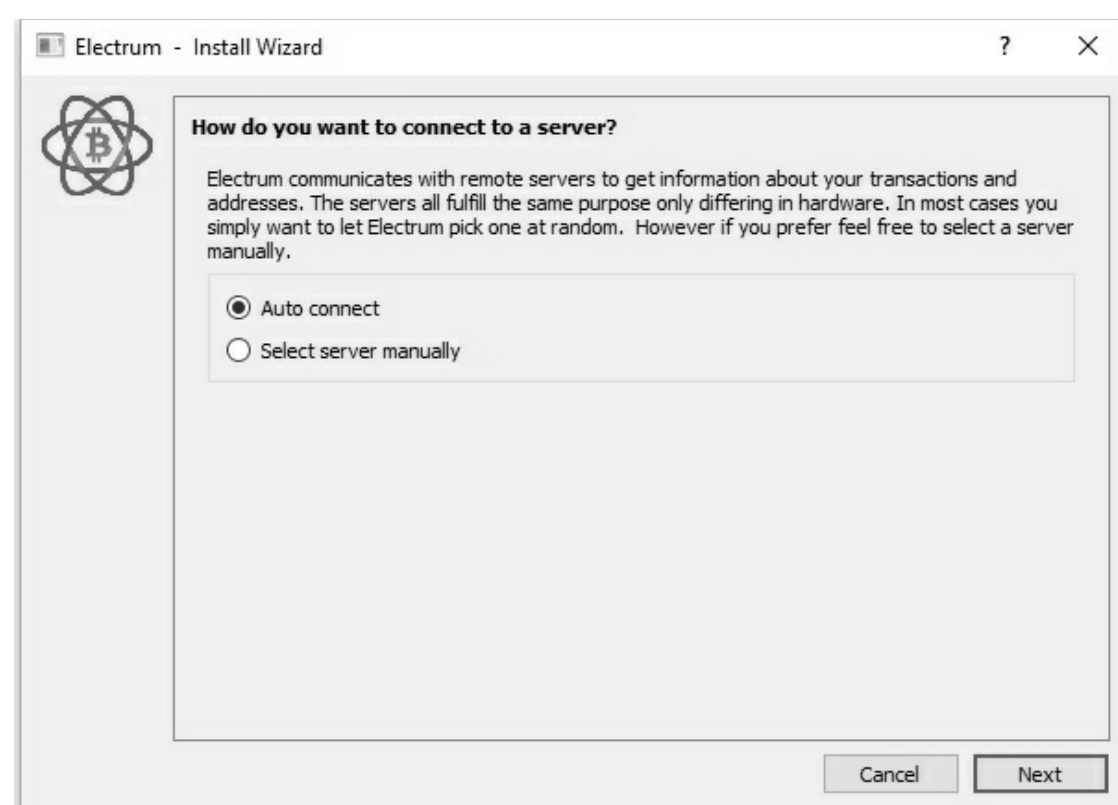 Electrum - Install Wizard
How do you want to connect to a server?
Electrum communicates with remote servers to get information about your transactions and
addresses. The servers all fulfill the same purpose only differing in hardware. In most cases you
simply want to let Electrum pick one at random.  However if you prefer feel free to select a server
manually.
Auto connect
Select server manually
Cancel Next